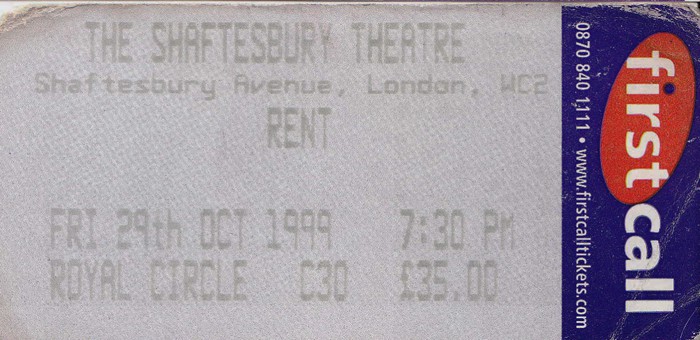 THE SHAFTESBURY THEATRE
Shaftesbury Avenue, London, WC2
RENT
FRI 29th OCT 1999 7:30 PM
ROYAL CIRCLE C30 £35.00
first call
0870 840 1111 • www.firstcalltickets.com